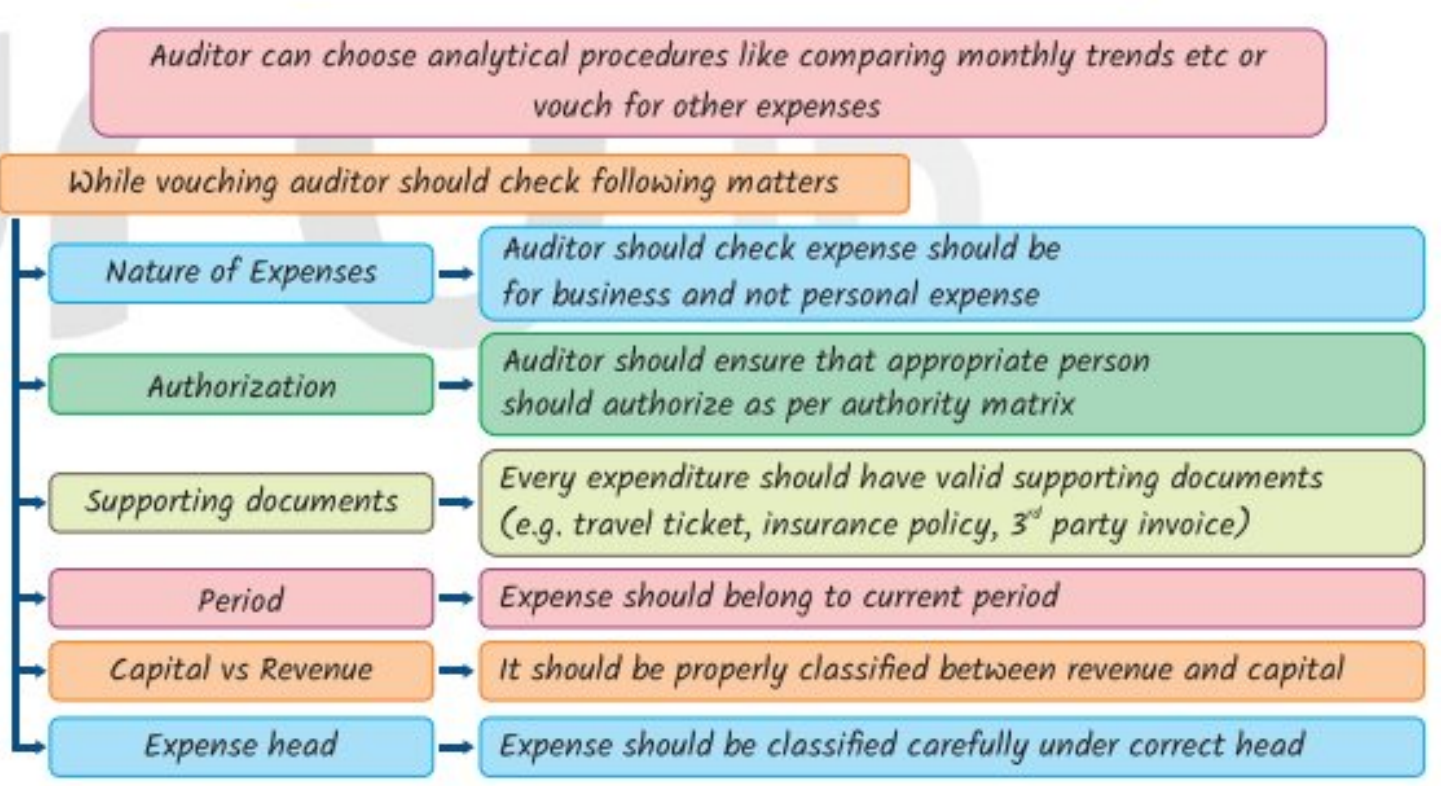 Auditor can choose analytical procedures like comparing monthly trends etc or
vouch for other expenses
While vouching auditor should check following matters
Nature of Expenses
Auditor should check expense should be
for business and not personal expense
Authorization
Auditor should ensure that appropriate person
should authorize as per authority matrix
Supporting documents
Every expenditure should have valid supporting documents
(e.g. travel ticket, insurance policy, 3rd party invoice)
Period
Expense should belong to current period
Capital vs Revenue
It should be properly classified between revenue and capital
Expense head
Expense should be classified carefully under correct head